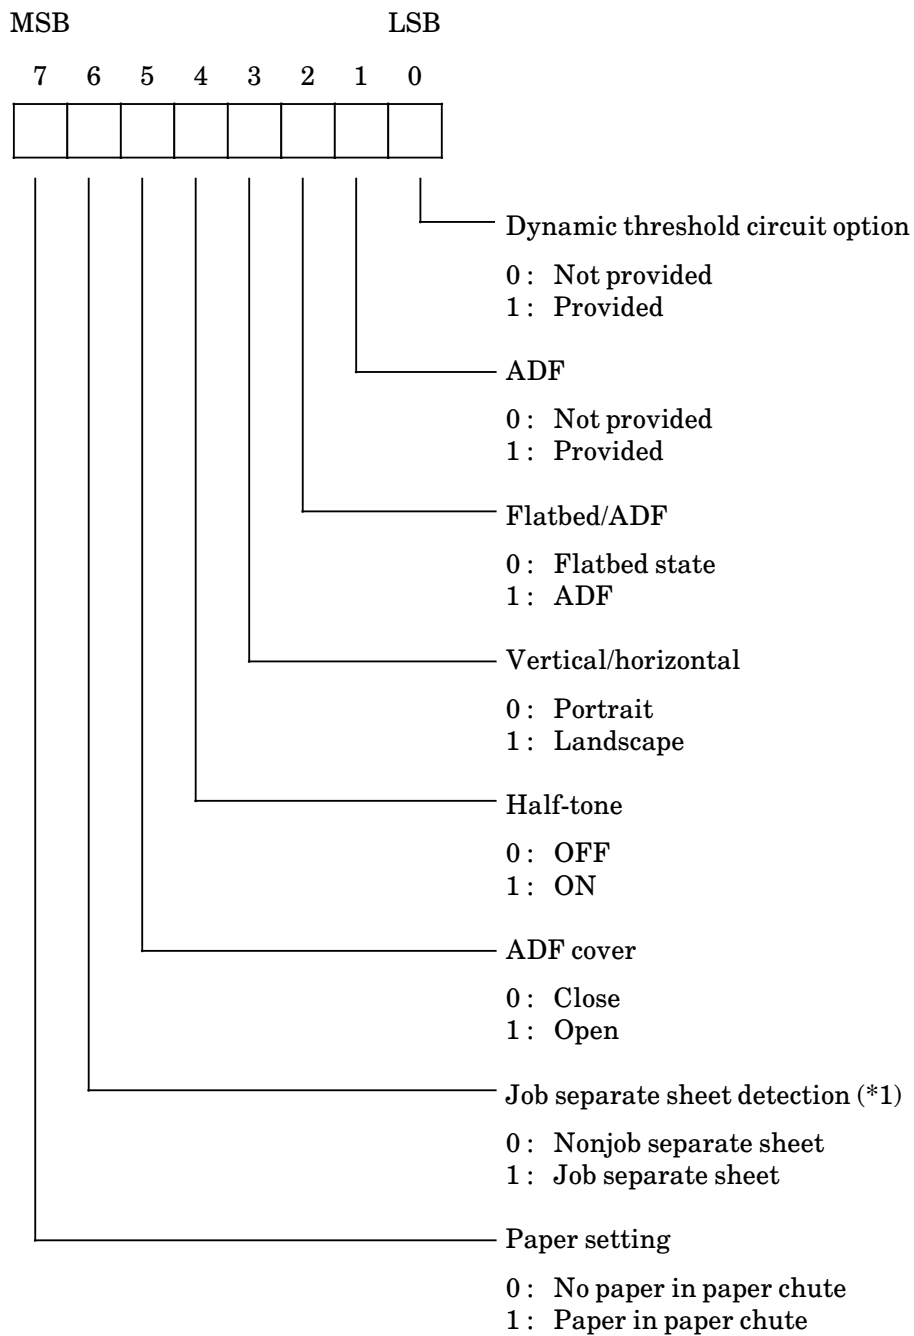 MSB LSB
7 6 5 4 3 2 1 0
Dynamic threshold circuit option
0 : Not provided
1 : Provided
ADF
0 : Not provided
1 : Provided
Flatbed/ADF
0 : Flatbed state
1 : ADF
Vertical/horizontal
0 : Portrait
1 : Landscape
Half-tone
0 : OFF
1 : ON
ADF cover
0 : Close
1 : Open
Job separate sheet detection (*1)
0 : Nonjob separate sheet
1 : Job separate sheet
Paper setting
0 : No paper in paper chute
1 : Paper in paper chute